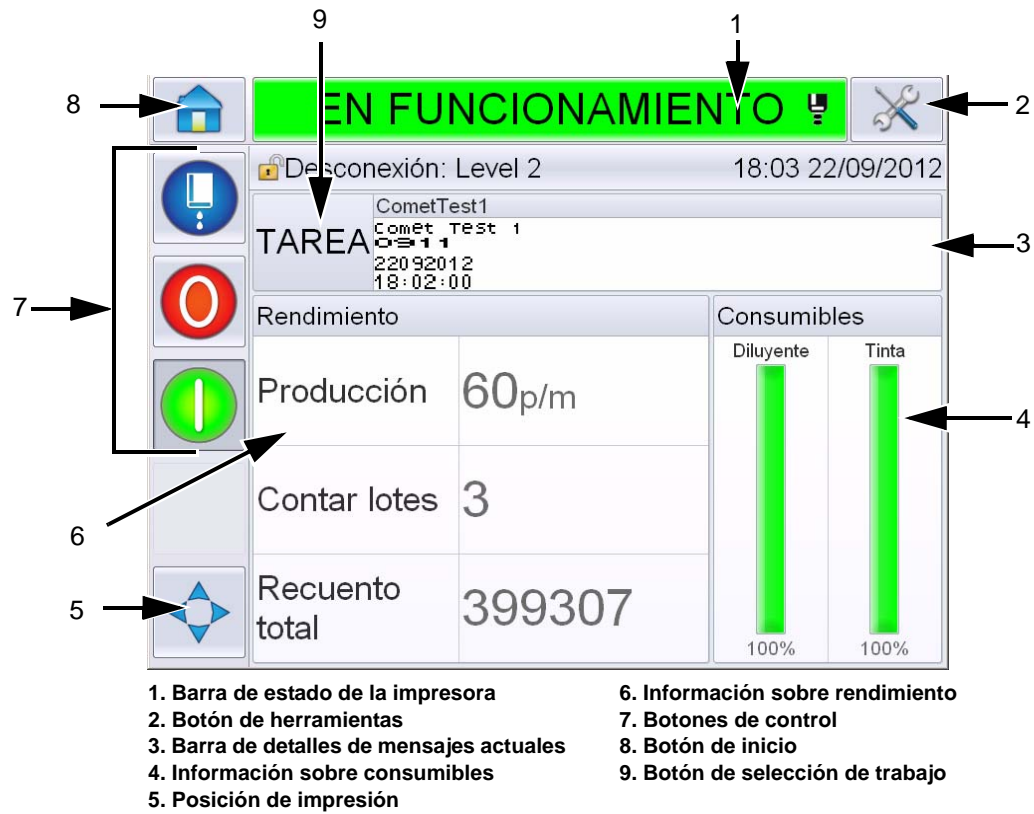 9
1
8
EN FUNCIONAMIENTO
2
Desconexión: Level 2
18:03 22/09/2012
TAREA
CometTest1
Comet Test 1
0911
22092012
18:02:00
3
7
Rendimiento
Consumibles
Diluyente
Tinta
Producción
60p/m
4
6
Contar lotes
3
5
Recuento
total
399307
100%
100%
1. Barra de estado de la impresora
2. Botón de herramientas
3. Barra de detalles de mensajes actuales
4. Información sobre consumibles
5. Posición de impresión
6. Información sobre rendimiento
7. Botones de control
8. Botón de inicio
9. Botón de selección de trabajo